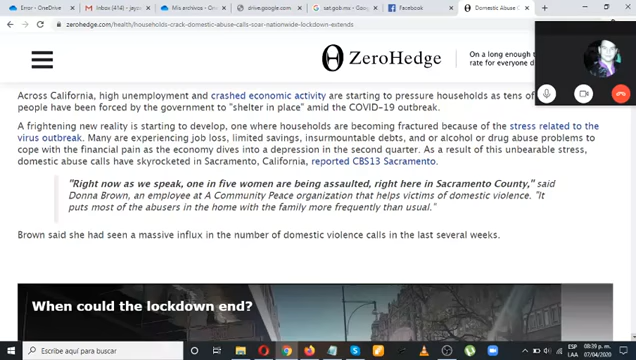 Error - OneDrive
Gmail (414) - jayo
Mis archivos - OneDrive
drive.google.com
sat.gob.mx - Google
Facebook
Domestic Abuse
zerohedge.com/health/households-crack-domestic-abuse-calls-soar-nationwide-lockdown-extends
ZeroHedge
On a long enough t
rate for everyone d
Across California, high unemployment and crashed economic activity are starting to pressure households as tens of
people have been forced by the government to "shelter in place" amid the COVID-19 outbreak.
A frightening new reality is starting to develop, one where households are becoming fractured because of the stress related to the
virus outbreak. Many are experiencing job loss, limited savings, insurmountable debts, and or alcohol or drug abuse problems to
cope with the financial pain as the economy dives into a depression in the second quarter. As a result of this unbearable stress,
domestic abuse calls have skyrocketed in Sacramento, California, reported CBS13 Sacramento.
"Right now as we speak, one in five women are being assaulted, right here in Sacramento County," said
Donna Brown, an employee at A Community Peace organization that helps victims of domestic violence. "It
puts most of the abusers in the home with the family more frequently than usual."
Brown said she had seen a massive influx in the number of domestic violence calls in the last several weeks.
When could the lockdown end?
Escribe aquí para buscar
ESP
LAA
08:39 p. m.
07/04/2020